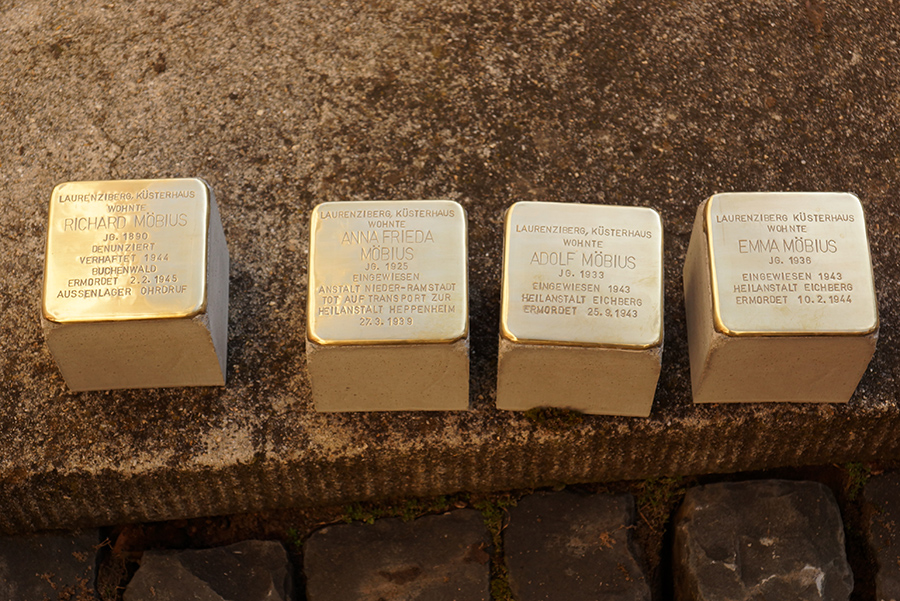 LAURENZIBERG, KÜSTERHAUS
WOHNTE
RICHARD MÖBIUS
JG. 1890
DENUNZIERT
VERHAFTET 1944
BUCHENWALD
ERMORDET 2.2.1945
AUSSENLAGER OHRDRUF
LAURENZIBERG, KÜSTERHAUS
WOHNTE
ANNA FRIEDA
MÖBIUS
JG. 1925
EINGEWIESEN
ANSTALT NIEDER-RAMSTADT
TOT AUF TRANSPORT ZUR
HEILANSTALT HEPPENHEIM
27.3.1939
LAURENZIBERG, KÜSTERHAUS
WOHNTE
ADOLF MÖBIUS
JG. 1933
EINGEWIESEN 1943
HEILANSTALT EICHBERG
ERMORDET 25.9.1943
LAURENZIBERG, KÜSTERHAUS
WOHNTE
EMMA MÖBIUS
JG. 1936
EINGEWIESEN 1943
HEILANSTALT EICHBERG
ERMORDET 10.2.1944